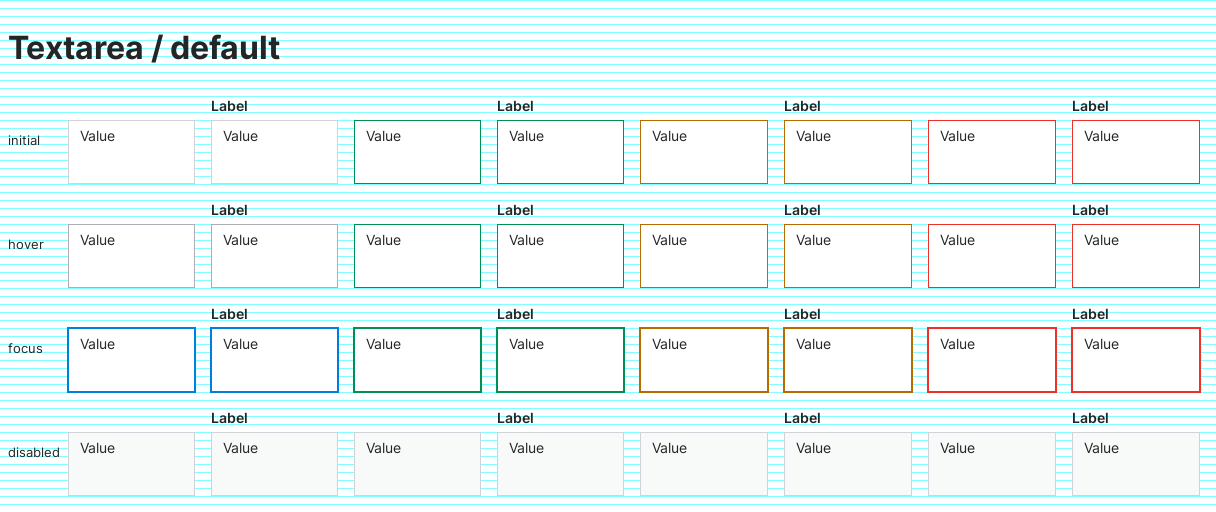 Textarea / default
Label Label Label Label
initial Value Value Value Value Value Value Value Value
Label Label Label Label
hover Value Value Value Value Value Value Value Value
Label Label Label Label
focus Value Value Value Value Value Value Value Value
Label Label Label Label
disabled Value Value Value Value Value Value Value Value